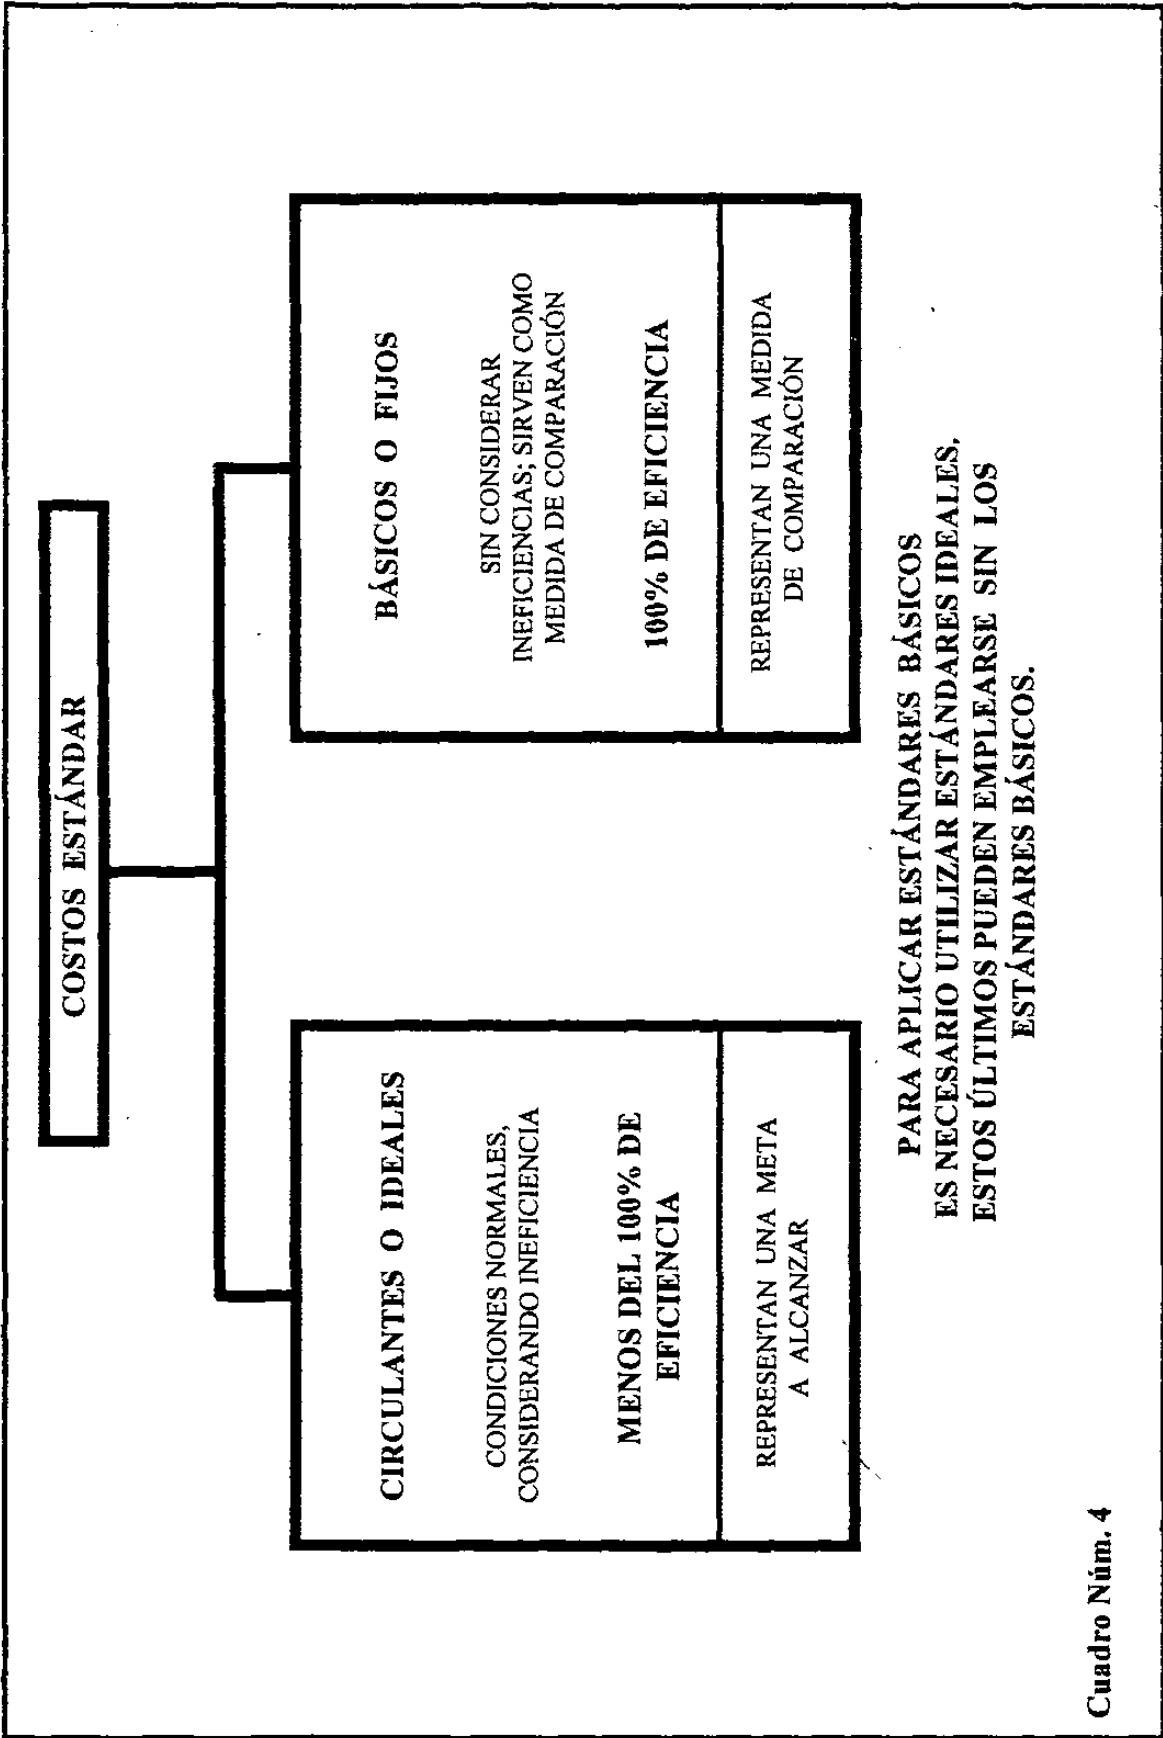 COSTOS ESTÁNDAR
CIRCULANTES O IDEALES
CONDICIONES NORMALES,
CONSIDERANDO INEFICIENCIA
MENOS DEL 100% DE
EFICIENCIA
REPRESENTAN UNA META
A ALCANZAR
BÁSICOS O FIJOS
SIN CONSIDERAR
INEFICIENCIAS; SIRVEN COMO
MEDIDA DE COMPARACIÓN
100% DE EFICIENCIA
REPRESENTAN UNA MEDIDA
DE COMPARACIÓN
PARA APLICAR ESTÁNDARES BÁSICOS
ES NECESARIO UTILIZAR ESTÁNDARES IDEALES.
ESTOS ÚLTIMOS PUEDEN EMPLEARSE SIN LOS
ESTÁNDARES BÁSICOS.
Cuadro Núm. 4